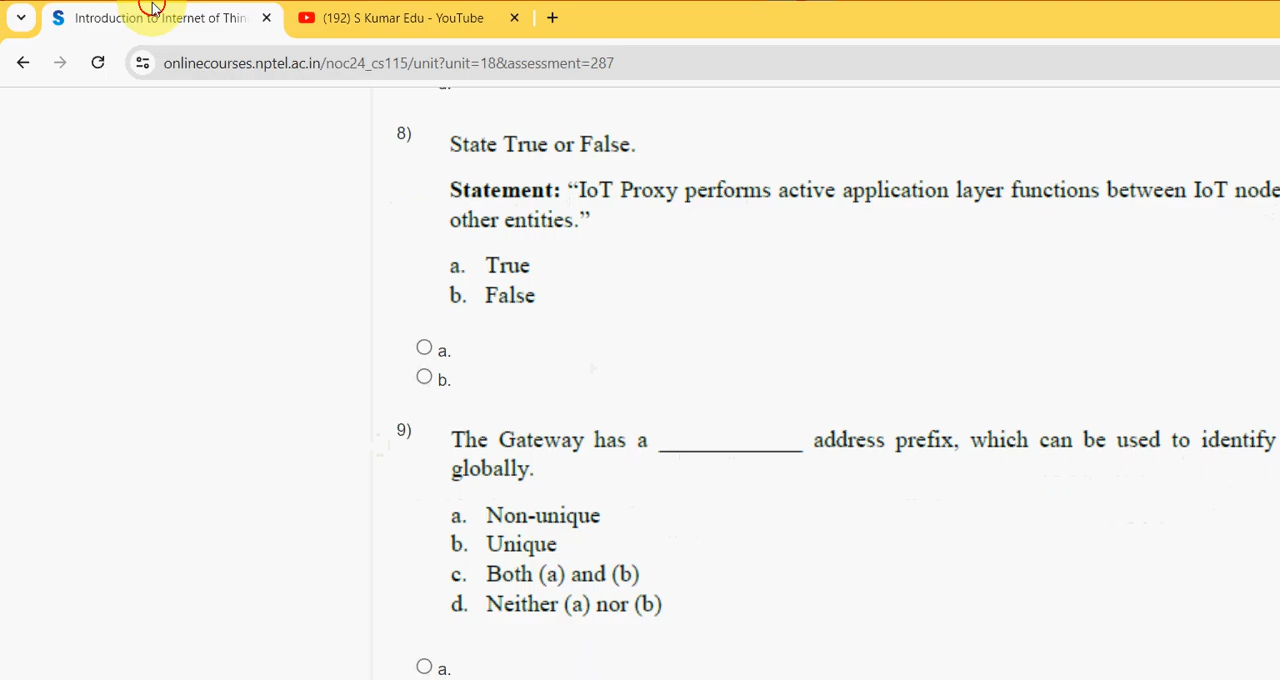 Introduction to Internet of Thin
(192) S Kumar Edu - YouTube
onlinecourses.nptel.ac.in/noc24_cs115/unit?unit=18&assessment=287
8)
State True or False.
Statement: “IoT Proxy performs active application layer functions between IoT node
other entities.”
a. True
b. False
a.
b.
9)
The Gateway has a ____________ address prefix, which can be used to identify
globally.
a. Non-unique
b. Unique
c. Both (a) and (b)
d. Neither (a) nor (b)
a.